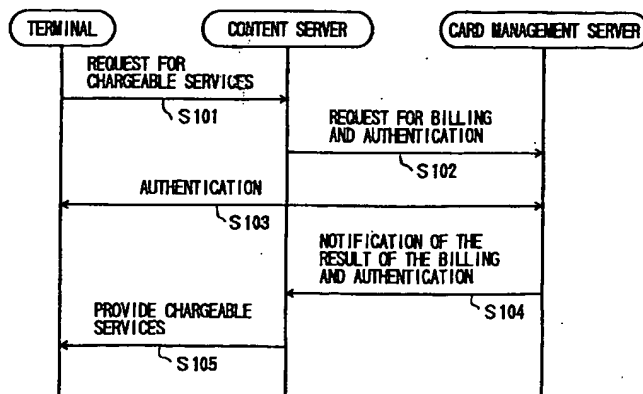 TERMINAL
CONTENT SERVER
CARD MANAGEMENT SERVER
REQUEST FOR
CHARGEABLE SERVICES
S101
REQUEST FOR BILLING
AND AUTHENTICATION
S102
AUTHENTICATION
S103
NOTIFICATION OF THE
RESULT OF THE BILLING
AND AUTHENTICATION
S104
PROVIDE CHARGEABLE
SERVICES
S105